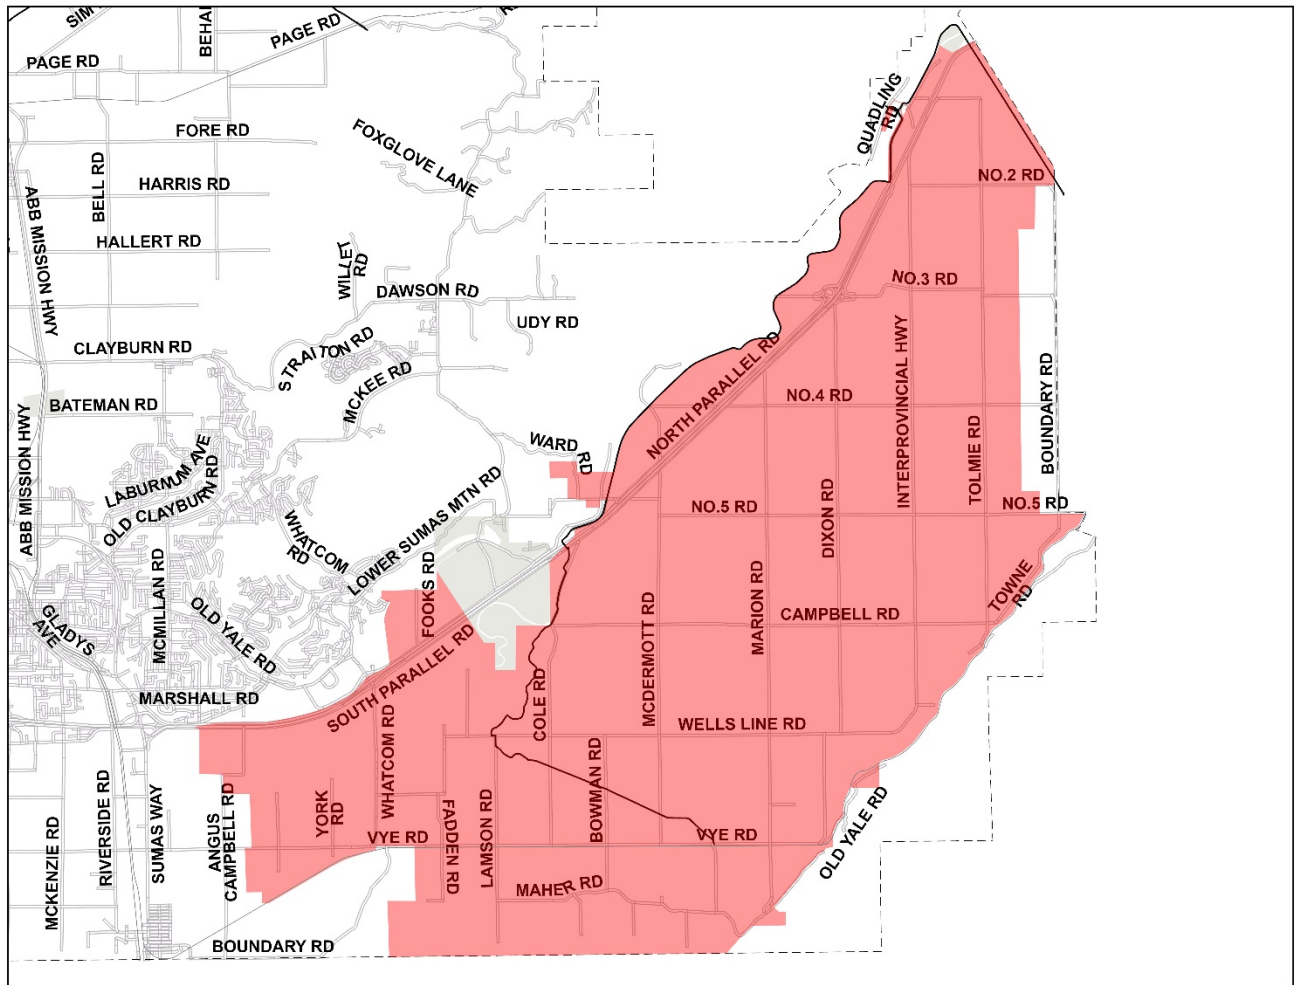 SIM
BEHA
PAGE RD
R
PAGE RD
QUADLING
RD
FORE RD
FOXGLOVE LANE
BELL RD
HARRIS RD
NO.2 RD
ABB MISSION HWY
HALLERT RD
WILLET
RD
DAWSON RD
NO.3 RD
UDY RD
STRAITON RD
CLAYBURN RD
MCKEE RD
NORTH PARALLEL RD
INTERPROVINCIAL HWY
BOUNDARY RD
BATEMAN RD
NO.4 RD
ABB MISSION HWY
LABURNUM AVE
OLD CLAYBURN RD
WARD
RD
TOLMIE RD
WHATCOM
RD
LOWER SUMAS MTN RD
NO.5 RD
DIXON RD
NO.5 RD
MCMILLAN RD
FOOKS RD
TOWNE
RD
GLADYS
AVE
OLD YALE RD
MCDERMOTT RD
MARION RD
CAMPBELL RD
SOUTH PARALLEL RD
MARSHALL RD
COLE RD
WELLS LINE RD
WHATCOM RD
BOWMAN RD
MCKENZIE RD
RIVERSIDE RD
SUMAS WAY
ANGUS
CAMPBELL RD
YORK
RD
VYE RD
FADDEN RD
LAMSON RD
VYE RD
OLD YALE RD
MAHER RD
BOUNDARY RD